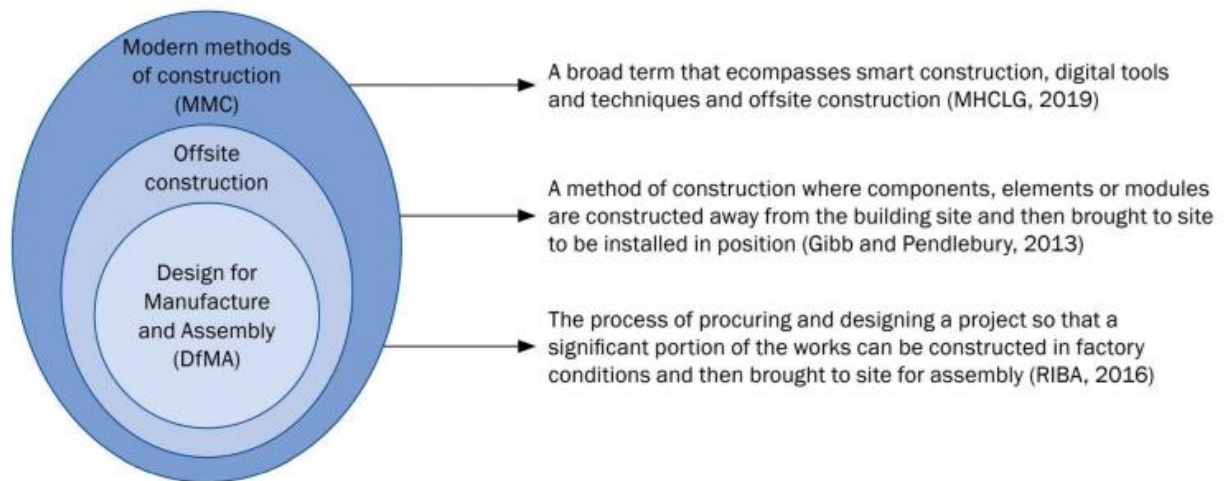 Modern methods
of construction
(MMC)
A broad term that ecompasses smart construction, digital tools
and techniques and offsite construction (MHCLG, 2019)
Offsite
construction
A method of construction where components, elements or modules
are constructed away from the building site and then brought to site
to be installed in position (Gibb and Pendlebury, 2013)
Design for
Manufacture
and Assembly
(DfMA)
The process of procuring and designing a project so that a
significant portion of the works can be constructed in factory
conditions and then brought to site for assembly (RIBA, 2016)